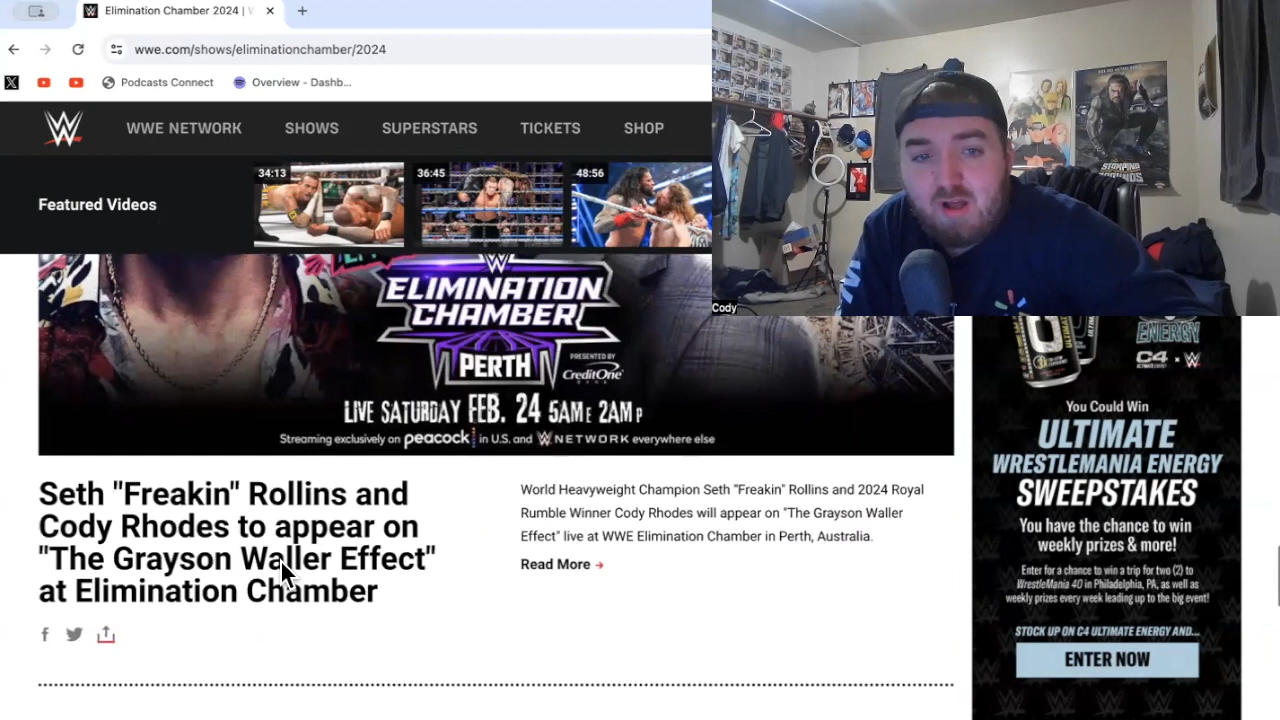 Elimination Chamber 2024 | W
wwe.com/shows/eliminationchamber/2024
Podcasts Connect
Overview - Dashb...
WWE NETWORK
SHOWS
SUPERSTARS
TICKETS
SHOP
Featured Videos
34:13
36:45
48:56
Cody
ELIMINATION
CHAMBER
PERTH
PRESENTED BY
CreditOne
LIVE SATURDAY FEB. 24 5AM E 2AM P
Streaming exclusively on peacock in U.S. and W NETWORK everywhere else
Seth "Freakin" Rollins and
Cody Rhodes to appear on
"The Grayson Waller Effect"
at Elimination Chamber
World Heavyweight Champion Seth "Freakin" Rollins and 2024 Royal
Rumble Winner Cody Rhodes will appear on "The Grayson Waller
Effect" live at WWE Elimination Chamber in Perth, Australia.
Read More →
ENERGY
C4 × W
You Could Win
ULTIMATE
WRESTLEMANIA ENERGY
SWEEPSTAKES
You have the chance to win
weekly prizes & more!
Enter for a chance to win a trip for two (2) to
WrestleMania 40 in Philadelphia, PA, as well as
weekly prizes every week leading up to the big event!
STOCK UP ON C4 ULTIMATE ENERGY AND...
ENTER NOW